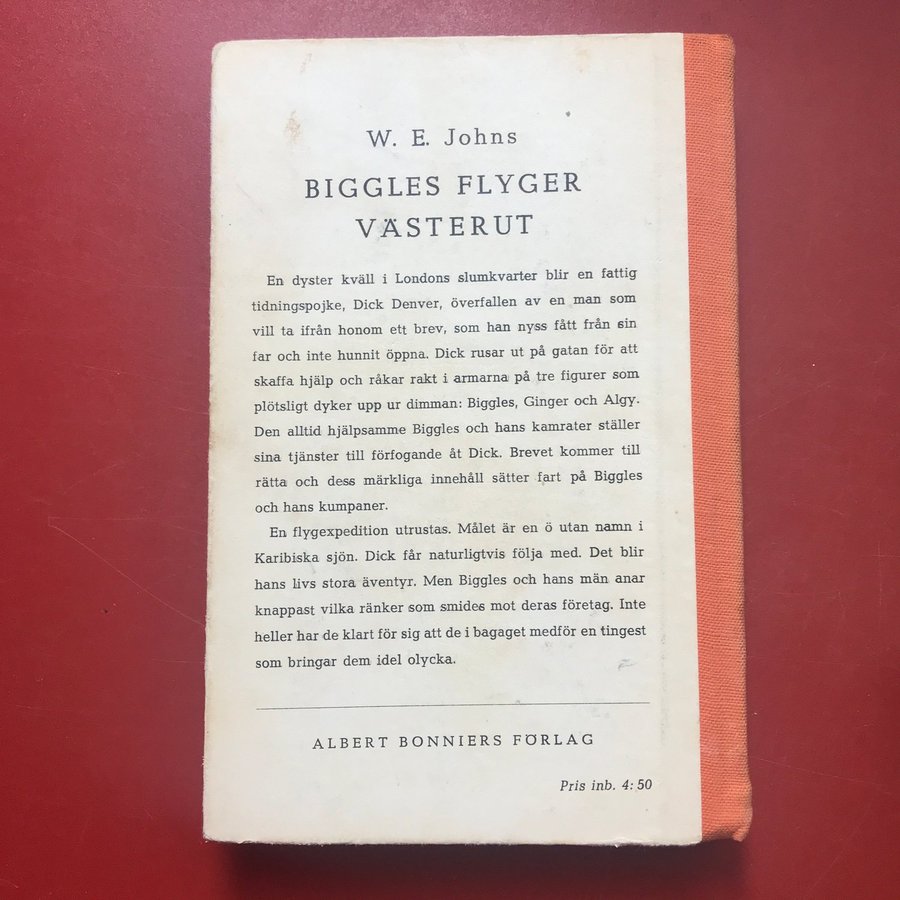 W. E. Johns
BIGGLES FLYGER
VÄSTERUT
En dyster kväll i Londons slumkvarter blir en fattig
tidningspojke, Dick Denver, överfallen av en man som
vill ta ifrån honom ett brev, som han nyss fått från sin
far och inte hunnit öppna. Dick rusar ut på gatan för att
skaffa hjälp och råkar rakt i armarna på tre figurer som
plötsligt dyker upp ur dimman: Biggles, Ginger och Algy.
Den alltid hjälpsamme Biggles och hans kamrater ställer
sina tjänster till förfogande åt Dick. Brevet kommer till
rätta och dess märkliga innehåll sätter fart på Biggles
och hans kumpaner.
En flygexpedition utrustas. Målet är en ö utan namn i
Karibiska sjön. Dick får naturligtvis följa med. Det blir
hans livs stora äventyr. Men Biggles och hans män anar
knappast vilka ränker som smides mot deras företag. Inte
heller har de klart för sig att de i bagaget medför en tingest
som bringar dem idel olycka.
ALBERT BONNIERS FÖRLAG
Pris inb. 4:50